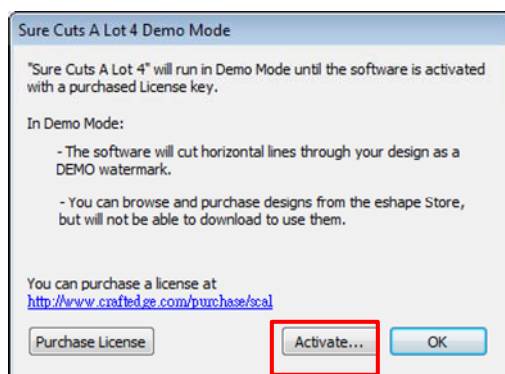 Sure Cuts A Lot 4 Demo Mode
"Sure Cuts A Lot 4" will run in Demo Mode until the software is activated
with a purchased License key.
In Demo Mode:
- The software will cut horizontal lines through your design as a
DEMO watermark.
- You can browse and purchase designs from the eshape Store,
but will not be able to download to use them.
You can purchase a license at
http://www.craftedge.com/purchase/scal
Purchase License
Activate...
OK